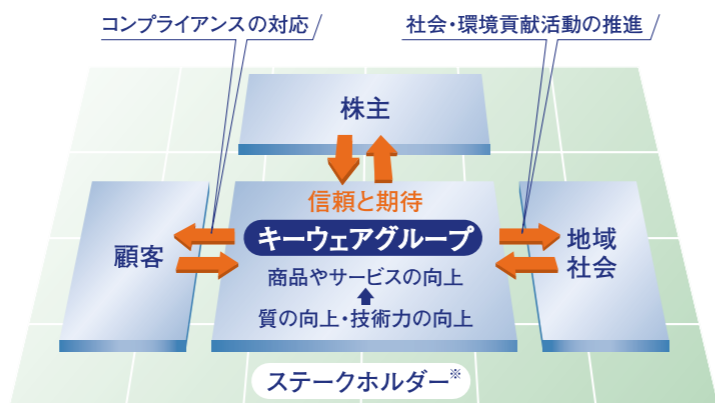 コンプライアンスの対応
社会・環境貢献活動の推進
株主
信頼と期待
キーウェアグループ
顧客
地域
社会
商品やサービスの向上
質の向上・技術力の向上
ステークホルダー※